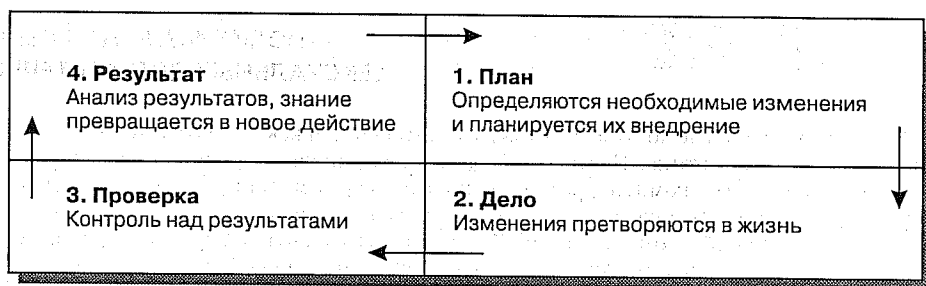 4. Результат
Анализ результатов, знание
превращается в новое действие
1. План
Определяются необходимые изменения
и планируется их внедрение
3. Проверка
Контроль над результатами
2. Дело
Изменения претворяются в жизнь